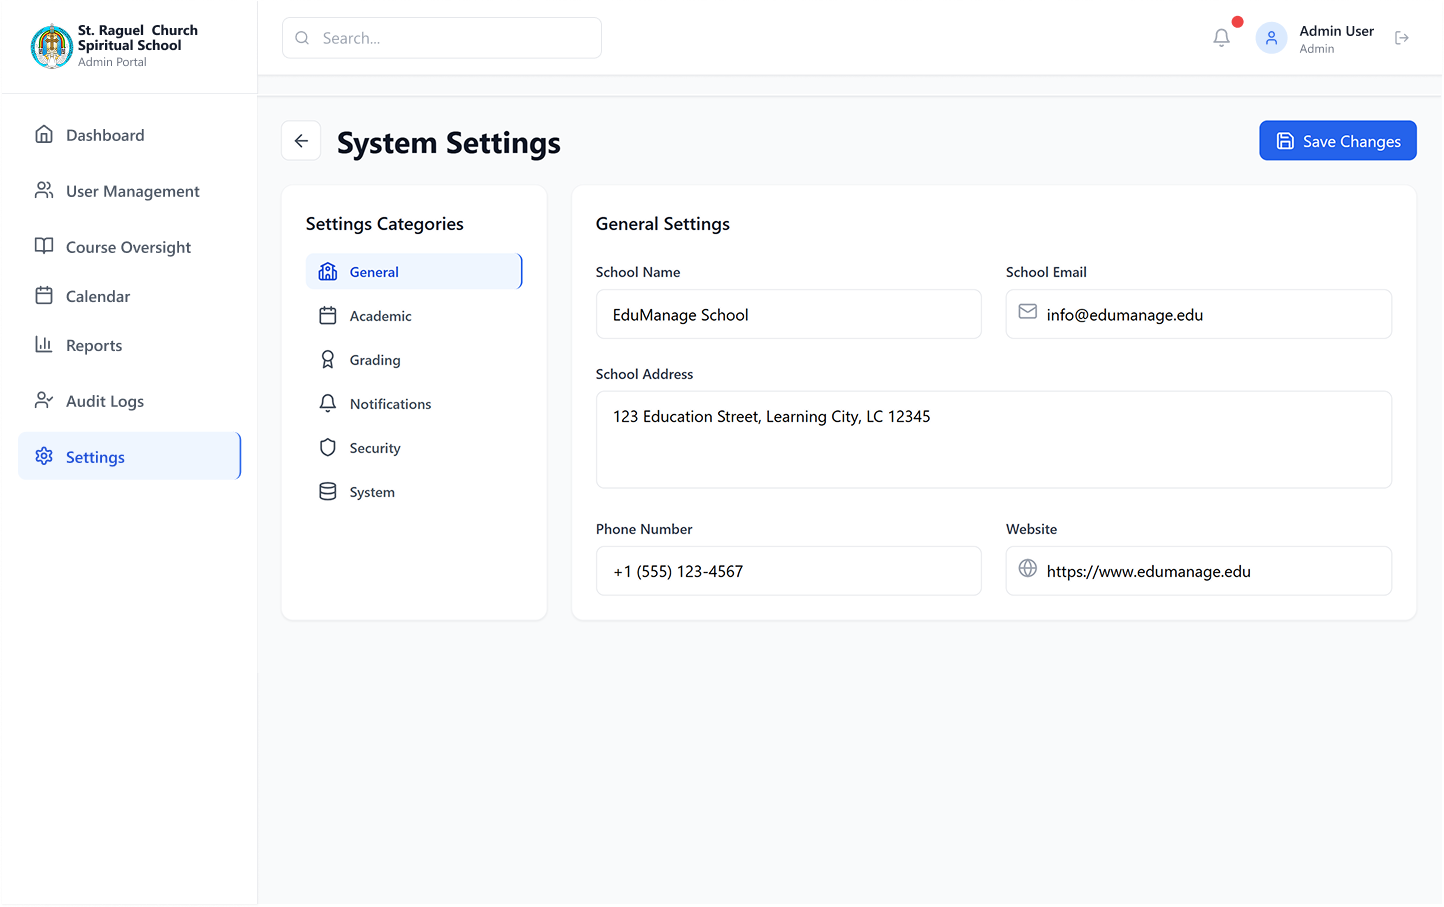 St. Raguel Church
Spiritual School
Admin Portal
Search...
Admin User
Admin
Dashboard
User Management
Course Oversight
Calendar
Reports
Audit Logs
Settings
System Settings
Save Changes
Settings Categories
General
Academic
Grading
Notifications
Security
System
General Settings
School Name
School Email
EduManage School
info@edumanage.edu
School Address
123 Education Street, Learning City, LC 12345
Phone Number
Website
+1 (555) 123-4567
https://www.edumanage.edu